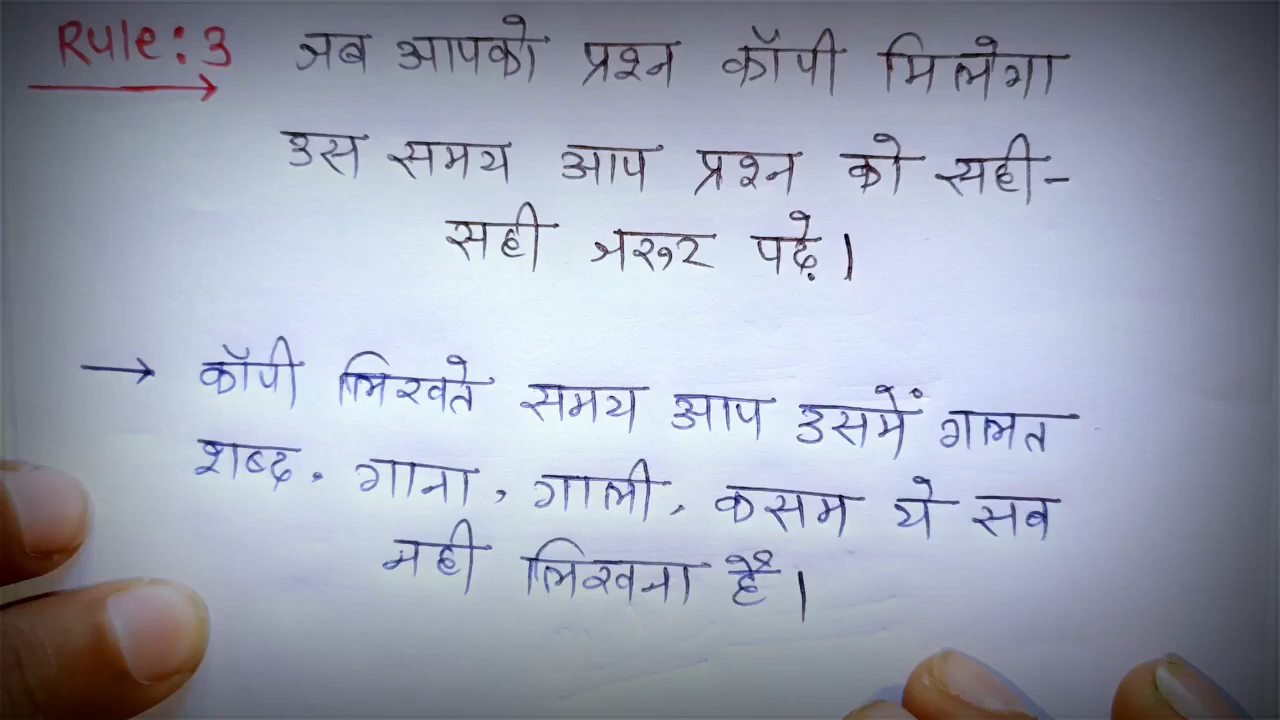 Rule: 3 जब आपको प्रश्न कॉपी मिलेगा
उस समय आप प्रश्न को सही-
सही जरूर पढ़े।
→ कॉपी लिखते समय आप उसमें गलत
शब्द, गाना, गाली, कसम ये सब
नही लिखना है।